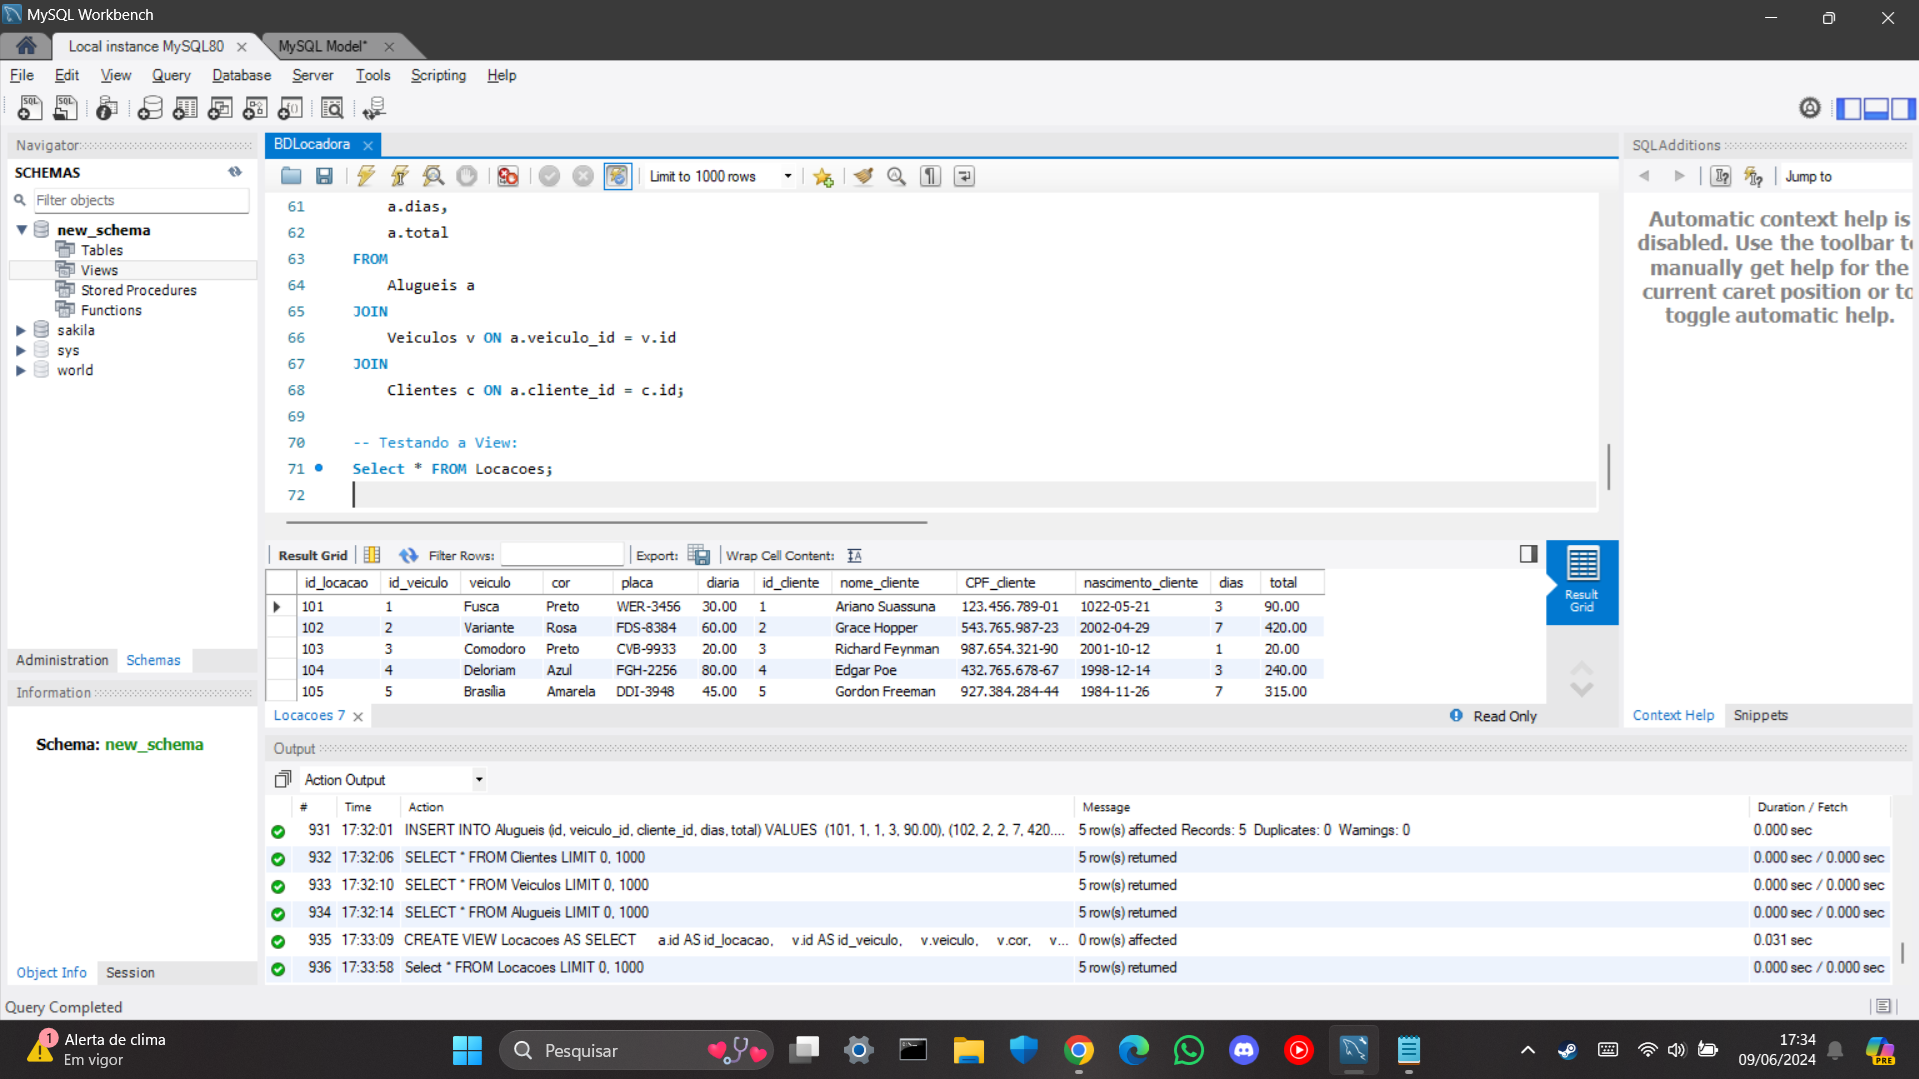 MySQL Workbench
Local instance MySQL80
MySQL Model*
File Edit View Query Database Server Tools Scripting Help
Navigator
SCHEMAS
Filter objects
new_schema
Tables
Views
Stored Procedures
Functions
sakila
sys
world
Administration Schemas
Information
Schema: new_schema
Object Info Session
BDLocadora
Limit to 1000 rows
61 a.dias,
62 a.total
63 FROM
64 Alugueis a
65 JOIN
66 Veiculos v ON a.veiculo_id = v.id
67 JOIN
68 Clientes c ON a.cliente_id = c.id;
69
70 -- Testando a View:
71 Select * FROM Locacoes;
72
Result Grid Filter Rows: Export: Wrap Cell Content:
id_locacao id_veiculo veiculo cor placa diaria id_cliente nome_cliente CPF_cliente nascimento_cliente dias total
101 1 Fusca Preto WER-3456 30.00 1 Ariano Suassuna 123.456.789-01 1022-05-21 3 90.00
102 2 Variante Rosa FDS-8384 60.00 2 Grace Hopper 543.765.987-23 2002-04-29 7 420.00
103 3 Comodoro Preto CVB-9933 20.00 3 Richard Feynman 987.654.321-90 2001-10-12 1 20.00
104 4 Deloriam Azul FGH-2256 80.00 4 Edgar Poe 432.765.678-67 1998-12-14 3 240.00
105 5 Brasília Amarela DDI-3948 45.00 5 Gordon Freeman 927.384.284-44 1984-11-26 7 315.00
Result
Grid
Locacoes 7
Read Only
SQLAdditions
Jump to
Automatic context help is
disabled. Use the toolbar to
manually get help for the
current caret position or to
toggle automatic help.
Context Help Snippets
Output
Action Output
# Time Action Message Duration / Fetch
931 17:32:01 INSERT INTO Alugueis (id, veiculo_id, cliente_id, dias, total) VALUES (101, 1, 1, 3, 90.00), (102, 2, 2, 7, 420.... 5 row(s) affected Records: 5 Duplicates: 0 Warnings: 0 0.000 sec
932 17:32:06 SELECT * FROM Clientes LIMIT 0, 1000 5 row(s) returned 0.000 sec / 0.000 sec
933 17:32:10 SELECT * FROM Veiculos LIMIT 0, 1000 5 row(s) returned 0.000 sec / 0.000 sec
934 17:32:14 SELECT * FROM Alugueis LIMIT 0, 1000 5 row(s) returned 0.000 sec / 0.000 sec
935 17:33:09 CREATE VIEW Locacoes AS SELECT a.id AS id_locacao, v.id AS id_veiculo, v.veiculo, v.cor, v... 0 row(s) affected 0.031 sec
936 17:33:58 Select * FROM Locacoes LIMIT 0, 1000 5 row(s) returned 0.000 sec / 0.000 sec
Query Completed
1
Alerta de clima
Em vigor
Pesquisar
17:34
09/06/2024
PRE